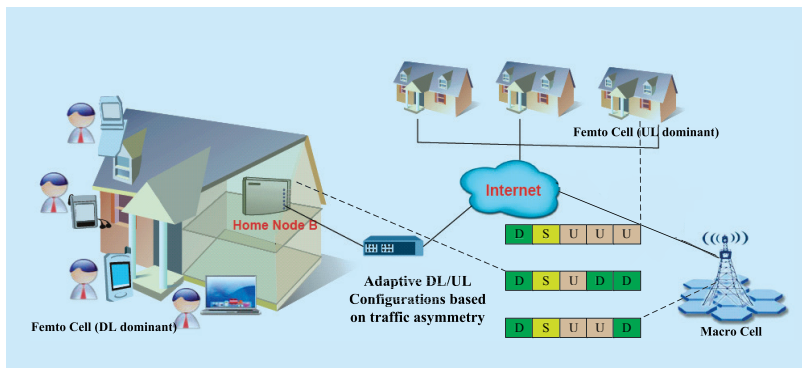 Femto Cell (UL dominant)
Internet
Home Node B
D S U U U
Adaptive DL/UL
Configurations based
on traffic asymmetry
D S U D D
Femto Cell (DL dominant)
D S U U D
Macro Cell